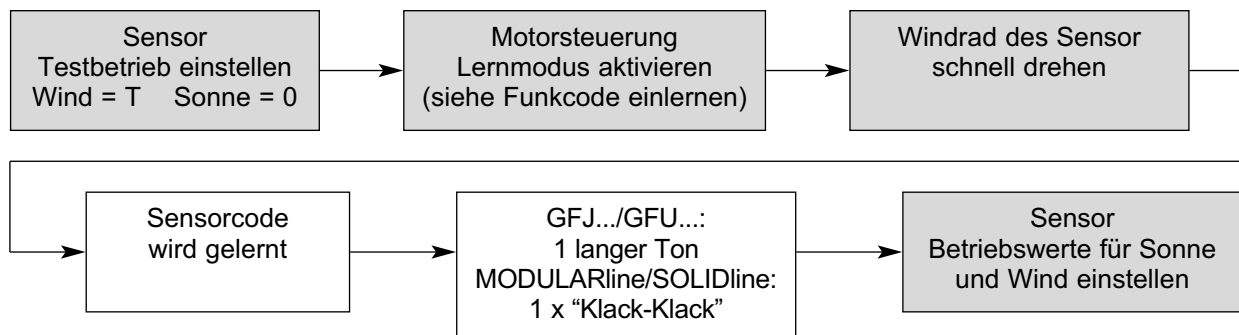 Sensor
Testbetrieb einstellen
Wind = T Sonne = 0
Motorsteuerung
Lernmodus aktivieren
(siehe Funkcode einlernen)
Windrad des Sensor
schnell drehen
Sensorcode
wird gelernt
GFJ.../GFU...:
1 langer Ton
MODULARline/SOLIDline:
1 x “Klack-Klack”
Sensor
Betriebswerte für Sonne
und Wind einstellen